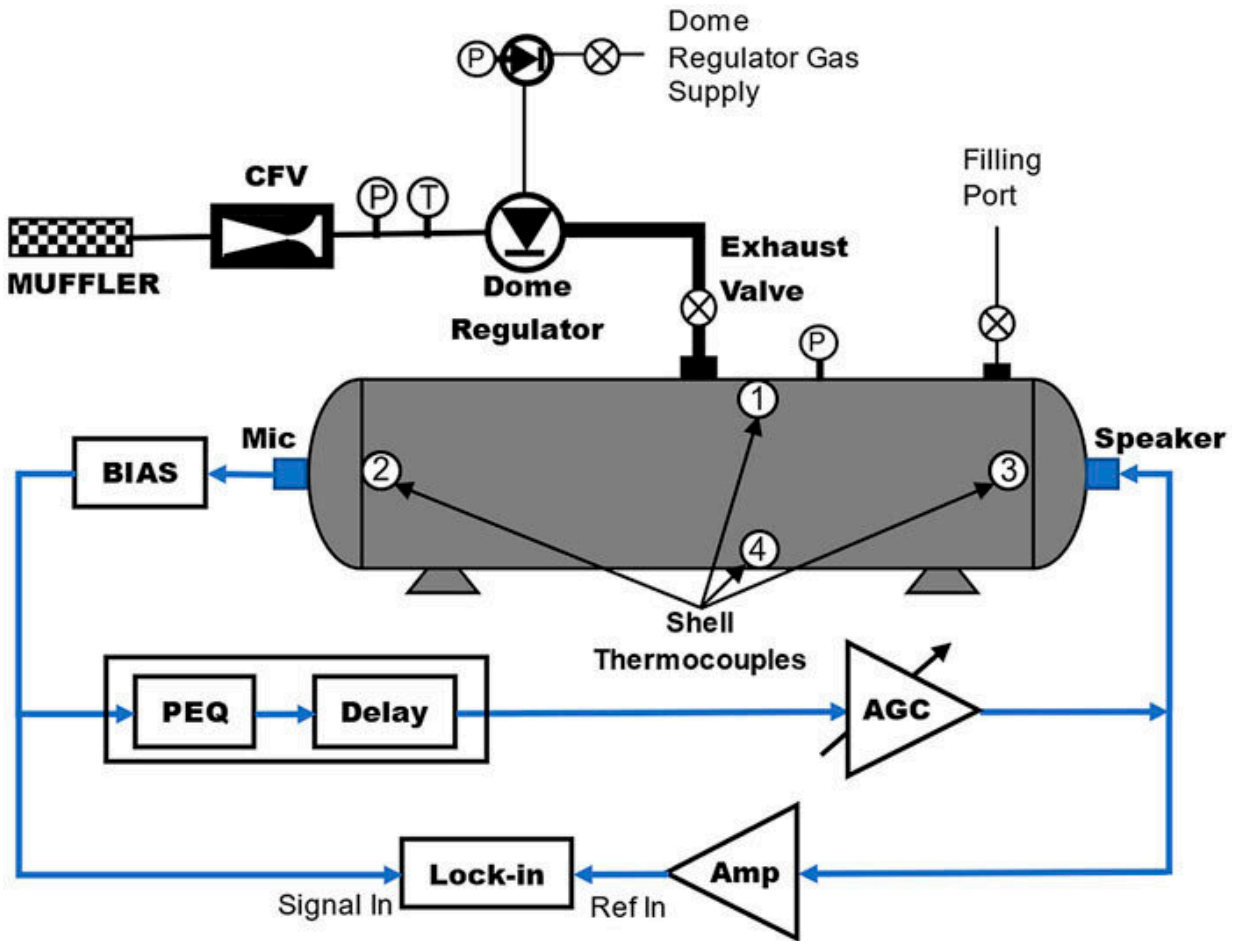 Dome
Regulator Gas
Supply
P
Filling
Port
CFV
P
T
MUFFLER
Dome
Regulator
Exhaust
Valve
P
1
Mic
Speaker
BIAS
2
3
4
Shell
Thermocouples
PEQ
Delay
AGC
Lock-in
Amp
Signal In
Ref In